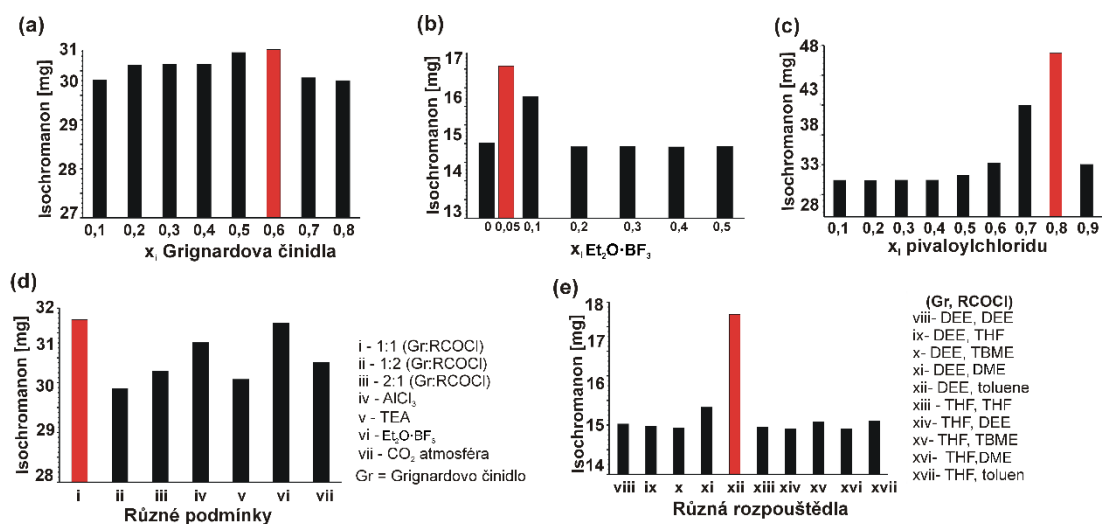 (a)
Isochromanon [mg]
31
30
29
28
27
0,1 0,2 0,3 0,4 0,5 0,6 0,7 0,8
xᵢ Grignardova činidla
(b)
Isochromanon [mg]
17
16
15
14
13
0 0,05 0,1 0,2 0,3 0,4 0,5
xᵢ Et₂O·BF₃
(c)
Isochromanon [mg]
48
43
38
33
28
0,1 0,2 0,3 0,4 0,5 0,6 0,7 0,8 0,9
xᵢ pivaloylchloridu
(d)
Isochromanon [mg]
32
31
30
30
28
i ii iii iv v vi vii
Různé podmínky
i - 1:1 (Gr:RCOCl)
ii - 1:2 (Gr:RCOCl)
iii - 2:1 (Gr:RCOCl)
iv - AlCl₃
v - TEA
vi - Et₂O·BF₃
vii - CO₂ atmosféra
Gr = Grignardovo činidlo
(e)
Isochromanon [mg]
18
17
16
15
14
viii ix x xi xii xiii xiv xv xvi xvii
Různá rozpouštědla
(Gr, RCOCl)
viii- DEE, DEE
ix- DEE, THF
x- DEE, TBME
xi- DEE, DME
xii- DEE, toluene
xiii - THF, THF
xiv- THF, DEE
xv- THF, TBME
xvi- THF,DME
xvii- THF, toluen